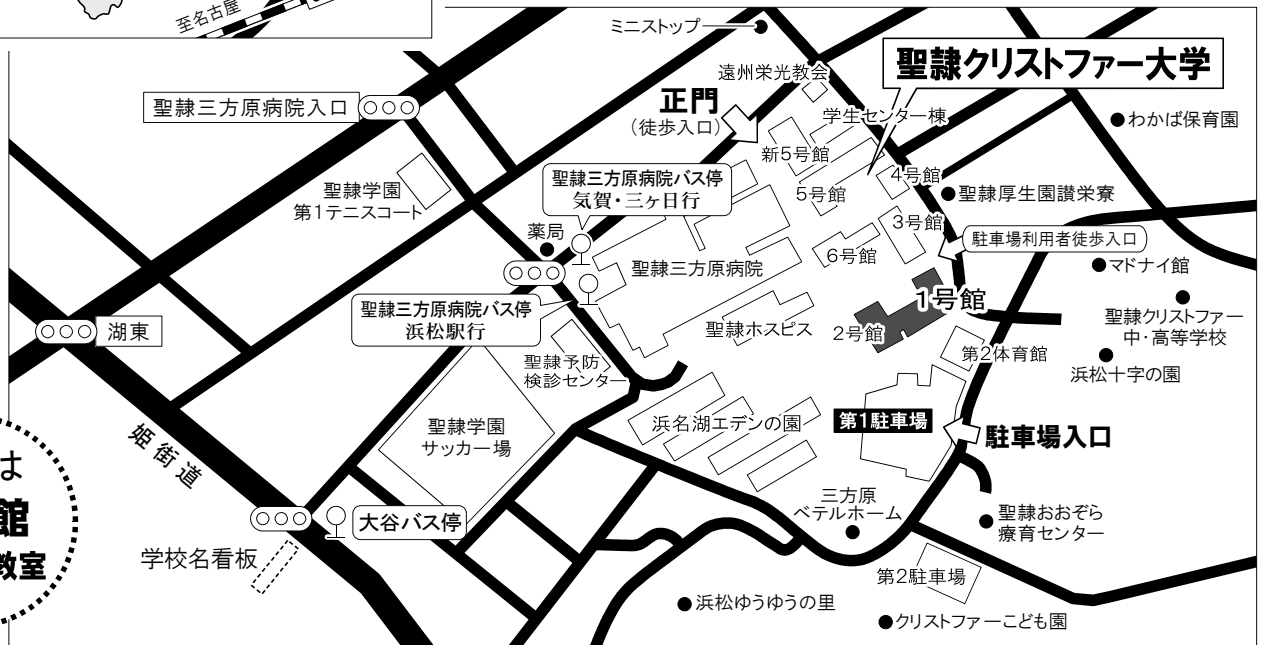 至名古屋
ミニストップ
遠州栄光教会
聖隷クリストファー大学
聖隷三方原病院入口
正門
(徒歩入口)
学生センター棟
わかば保育園
新5号館
聖隷学園
第1テニスコート
聖隷三方原病院バス停
気賀・三ヶ日行
5号館
4号館
聖隷厚生園讃栄寮
薬局
3号館
駐車場利用者徒歩入口
6号館
聖隷三方原病院
マドナイ館
1号館
聖隷三方原病院バス停
浜松駅行
聖隷ホスピス
2号館
聖隷クリストファー
中・高等学校
湖東
聖隷予防
検診センター
第2体育館
浜松十字の園
聖隷学園
サッカー場
浜名湖エデンの園
第1駐車場
駐車場入口
姫街道
は
館
教室
大谷バス停
三方原
ベテルホーム
聖隷おおぞら
療育センター
学校名看板
第2駐車場
浜松ゆうゆうの里
クリストファーこども園